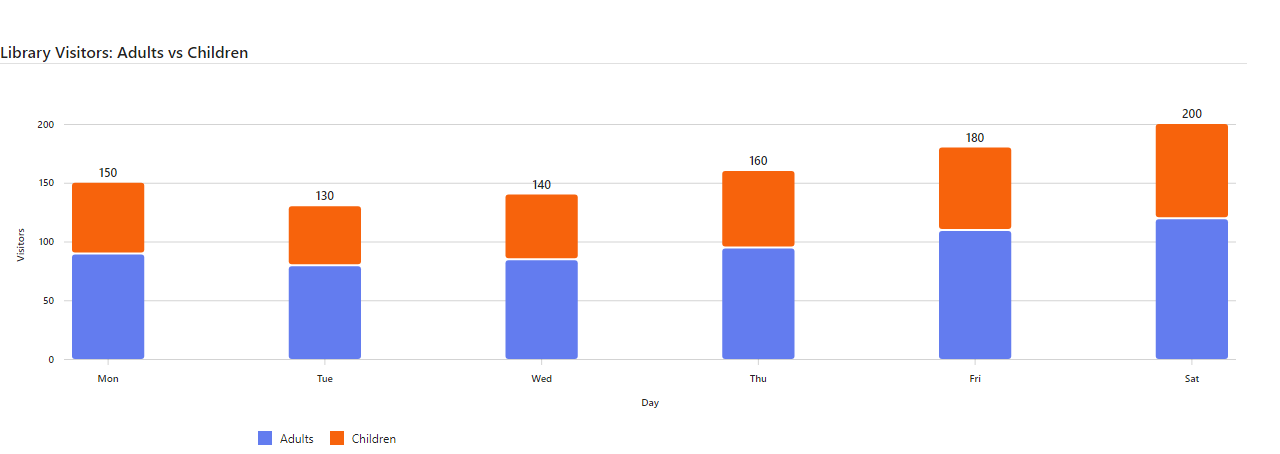 Library Visitors: Adults vs Children
200
150
100
50
0
Visitors
150
130
140
160
180
200
Mon Tue Wed Thu Fri Sat
Day
Adults Children